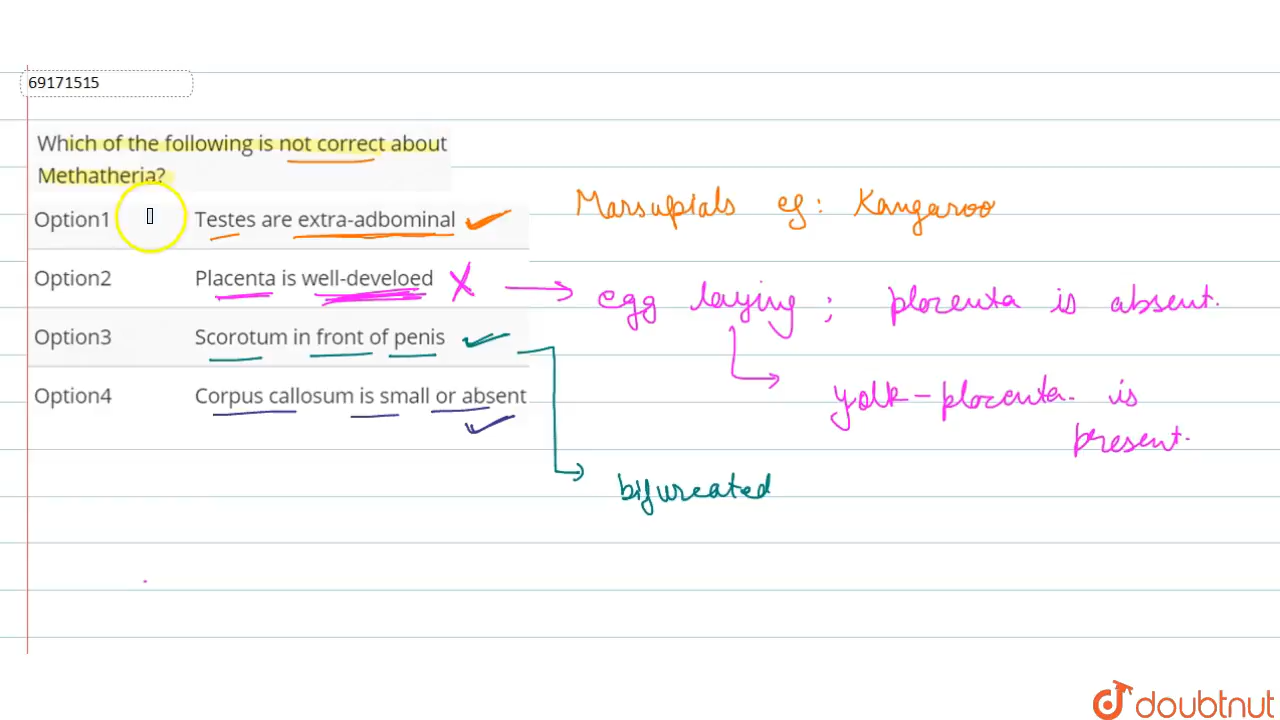 69171515
Which of the following is not correct about
Methatheria?
Option1 Testes are extra-adbominal
Option2 Placenta is well-develoed
Option3 Scorotum in front of penis
Option4 Corpus callosum is small or absent
Marsupials eg: Kangaroo
egg laying; placenta is absent.
yolk-placenta. is
present.
bifurcated
doubtnut